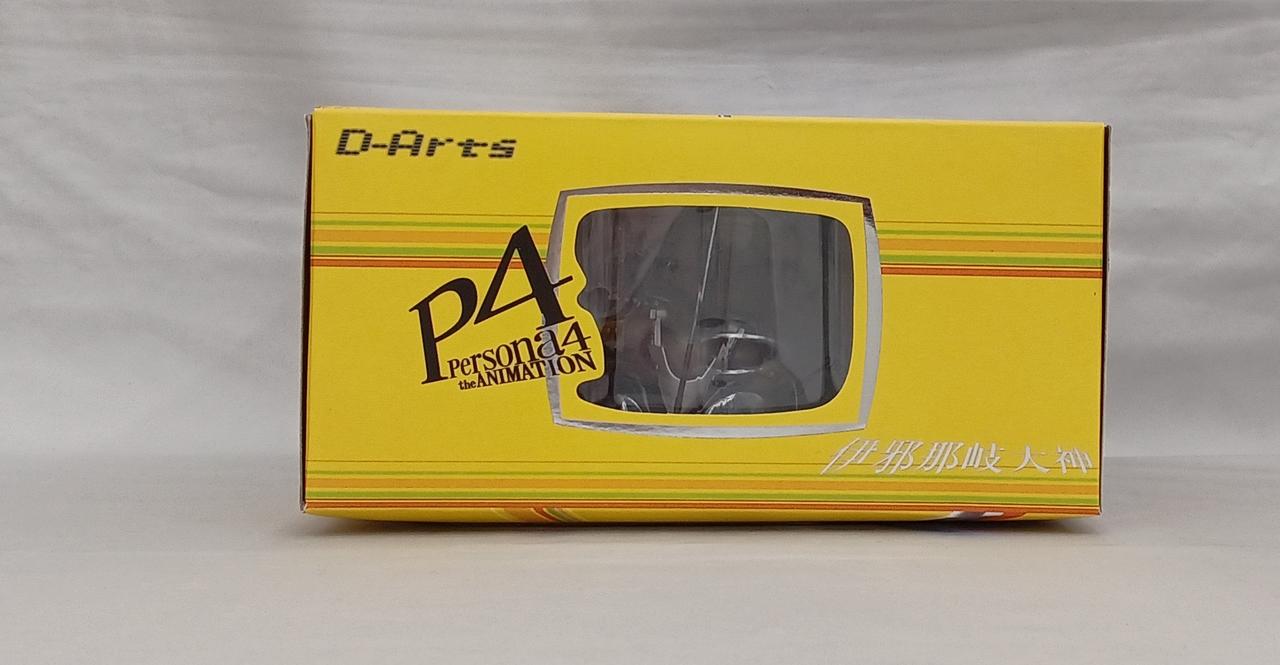 D-Arts
P4
Persona4
the ANIMATION
伊邪那岐大神